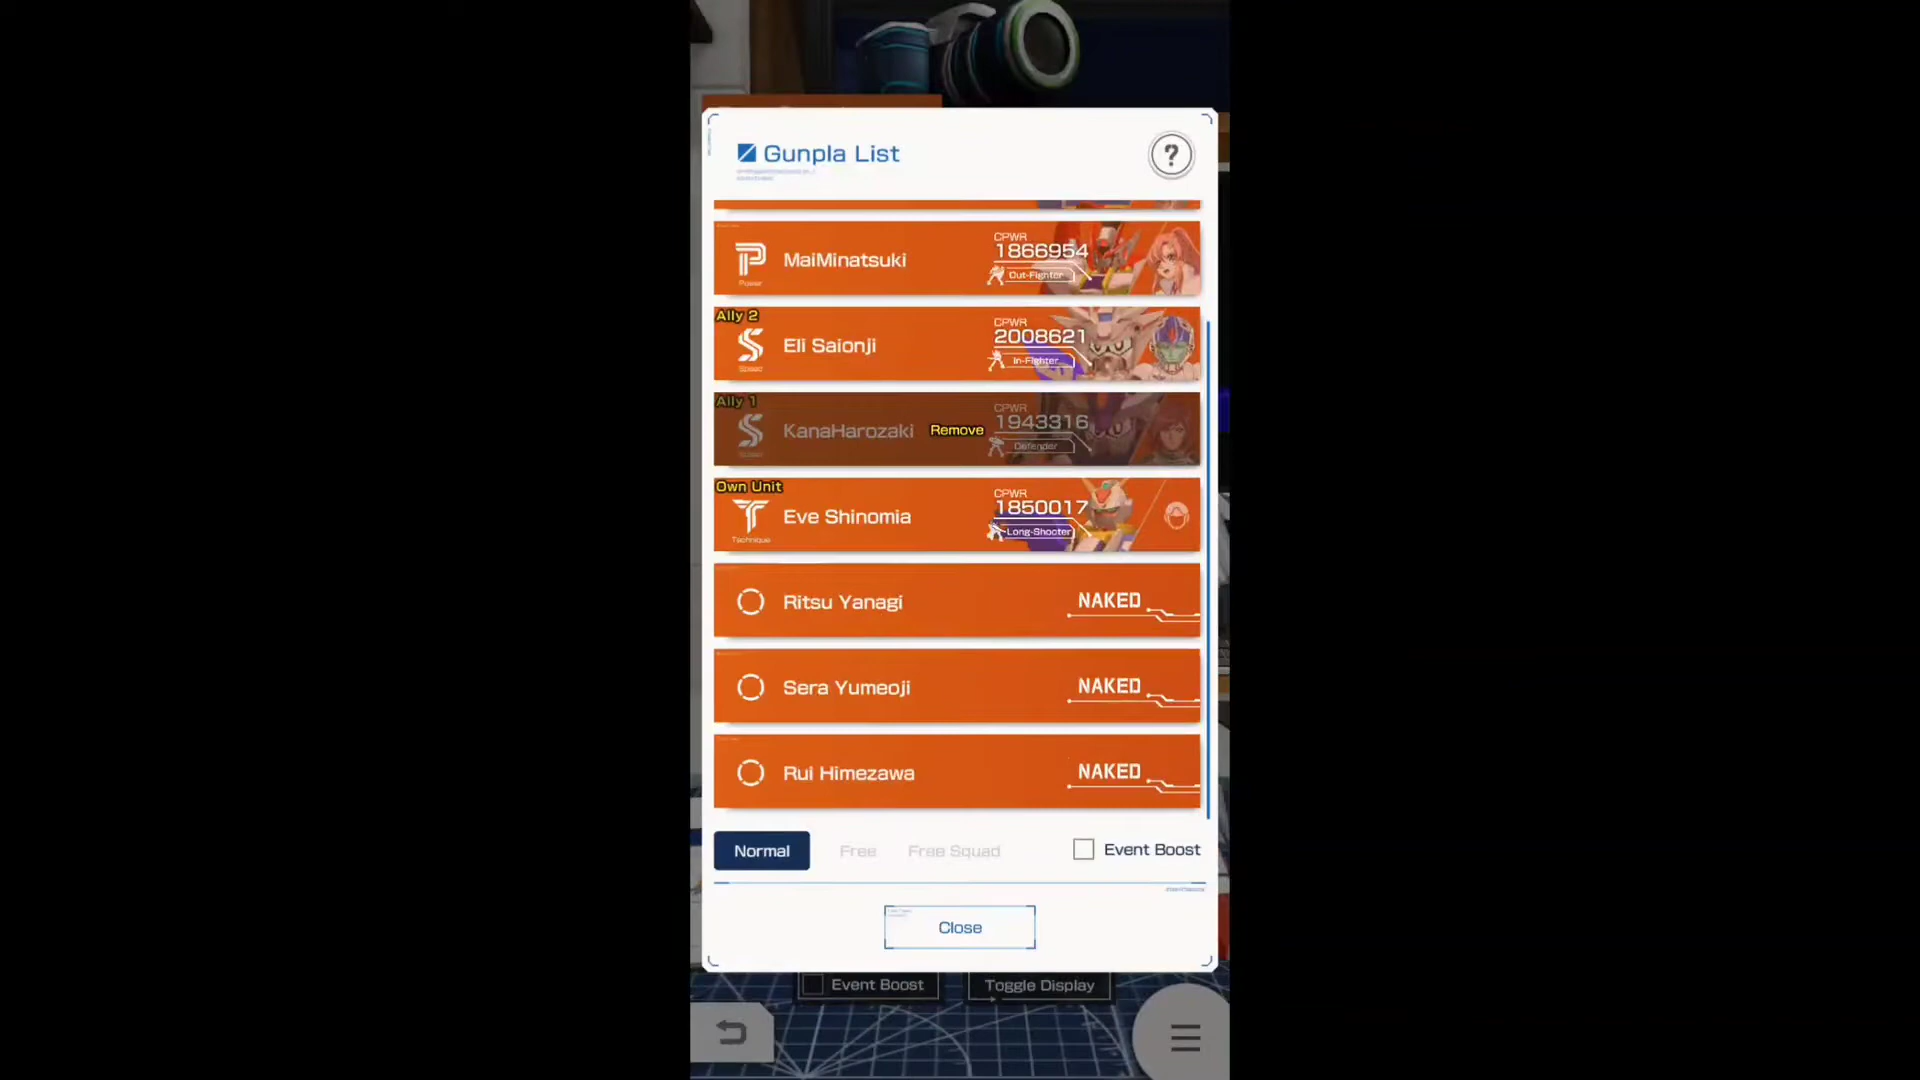 Gunpla List
?
MaiMinatsuki
Power
CPWR
1866954
Out-Fighter
Ally 2
Eli Saionji
Speed
CPWR
2008621
In-Fighter
Ally 1
KanaHarozaki
Remove
CPWR
1943316
Defender
Own Unit
Eve Shinomia
Technique
CPWR
1850017
Long-Shooter
Ritsu Yanagi
NAKED
Sera Yumeoji
NAKED
Rui Himezawa
NAKED
Normal
Free
Free Squad
Event Boost
Close
Event Boost
Toggle Display